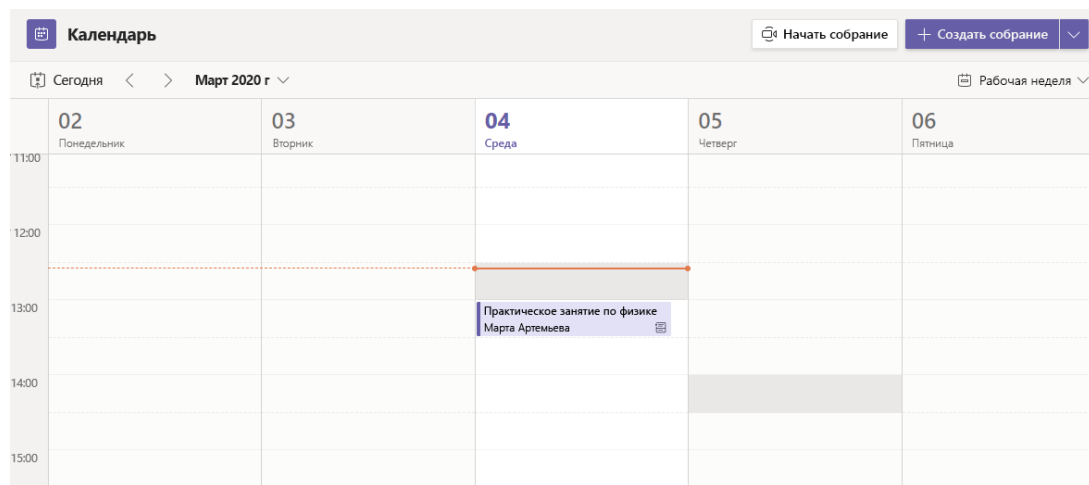 Календарь
Начать собрание
Создать собрание
Сегодня
Март 2020 г
Рабочая неделя
02
Понедельник
03
Вторник
04
Среда
05
Четверг
06
Пятница
11:00
12:00
13:00
Практическое занятие по физике
Марта Артемьева
14:00
15:00